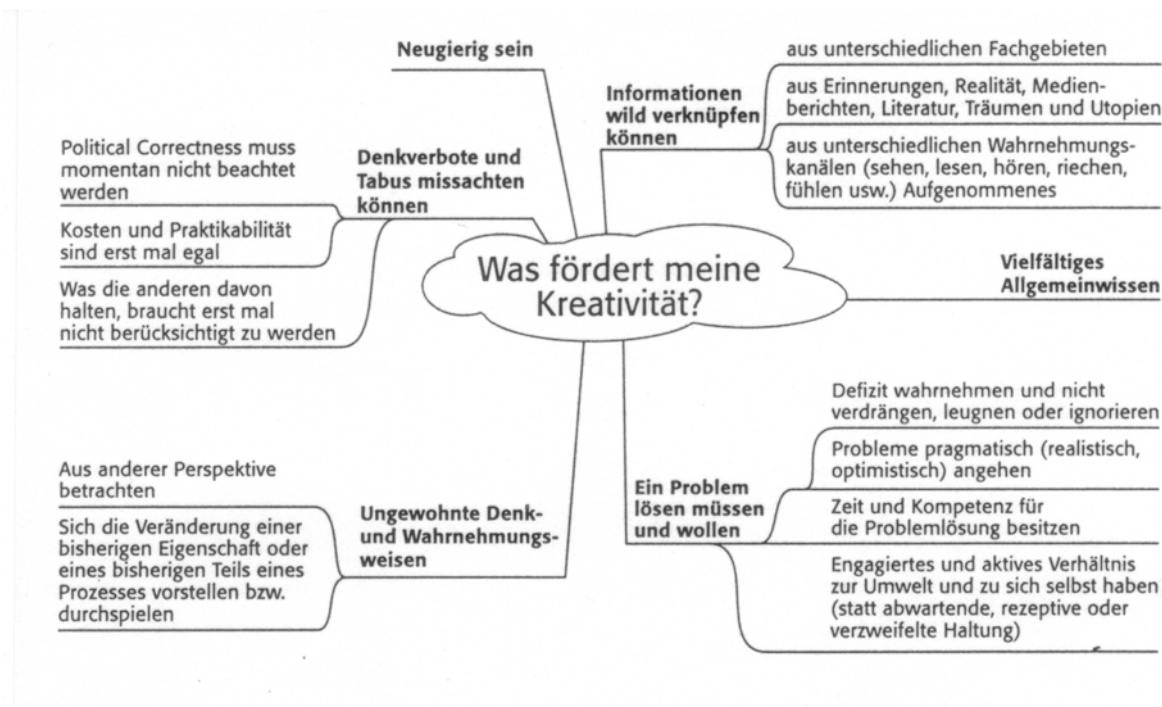 Neugierig sein
Informationen
wild verknüpfen
können
aus unterschiedlichen Fachgebieten
aus Erinnerungen, Realität, Medien-
berichten, Literatur, Träumen und Utopien
aus unterschiedlichen Wahrnehmungs-
kanälen (sehen, lesen, hören, riechen,
fühlen usw.) Aufgenommenes
Denkverbote und
Tabus missachten
können
Political Correctness muss
momentan nicht beachtet
werden
Kosten und Praktikabilität
sind erst mal egal
Was die anderen davon
halten, braucht erst mal
nicht berücksichtigt zu werden
Was fördert meine
Kreativität?
Vielfältiges
Allgemeinwissen
Ungewohnte Denk-
und Wahrnehmungs-
weisen
Aus anderer Perspektive
betrachten
Sich die Veränderung einer
bisherigen Eigenschaft oder
eines bisherigen Teils eines
Prozesses vorstellen bzw.
durchspielen
Ein Problem
lösen müssen
und wollen
Defizit wahrnehmen und nicht
verdrängen, leugnen oder ignorieren
Probleme pragmatisch (realistisch,
optimistisch) angehen
Zeit und Kompetenz für
die Problemlösung besitzen
Engagiertes und aktives Verhältnis
zur Umwelt und zu sich selbst haben
(statt abwartende, rezeptive oder
verzweifelte Haltung)